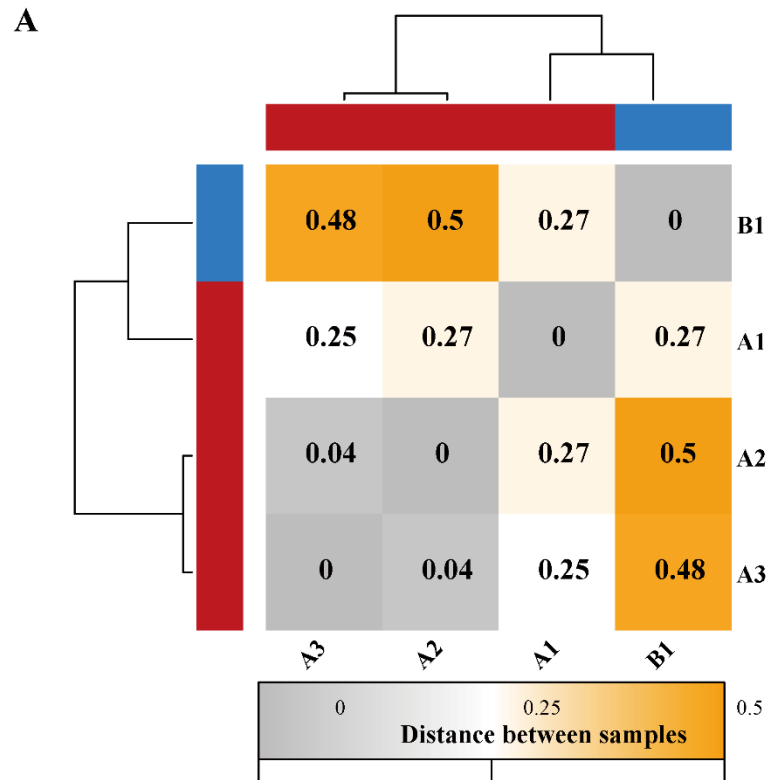 A
0.48 0.5 0.27 0 B1
0.25 0.27 0 0.27 A1
0.04 0 0.27 0.5 A2
0 0.04 0.25 0.48 A3
A3 A2 A1 B1
0 0.25 0.5
Distance between samples